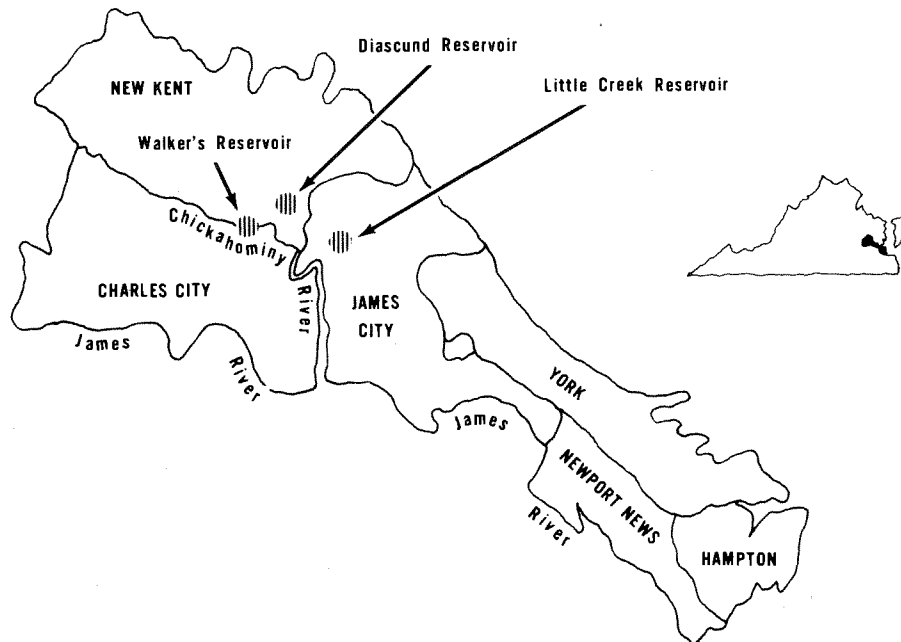 Diascund Reservoir
Little Creek Reservoir
NEW KENT
Walker's Reservoir
Chickahominy
River
CHARLES CITY
JAMES
CITY
James
River
YORK
James
NEWPORT NEWS
River
HAMPTON